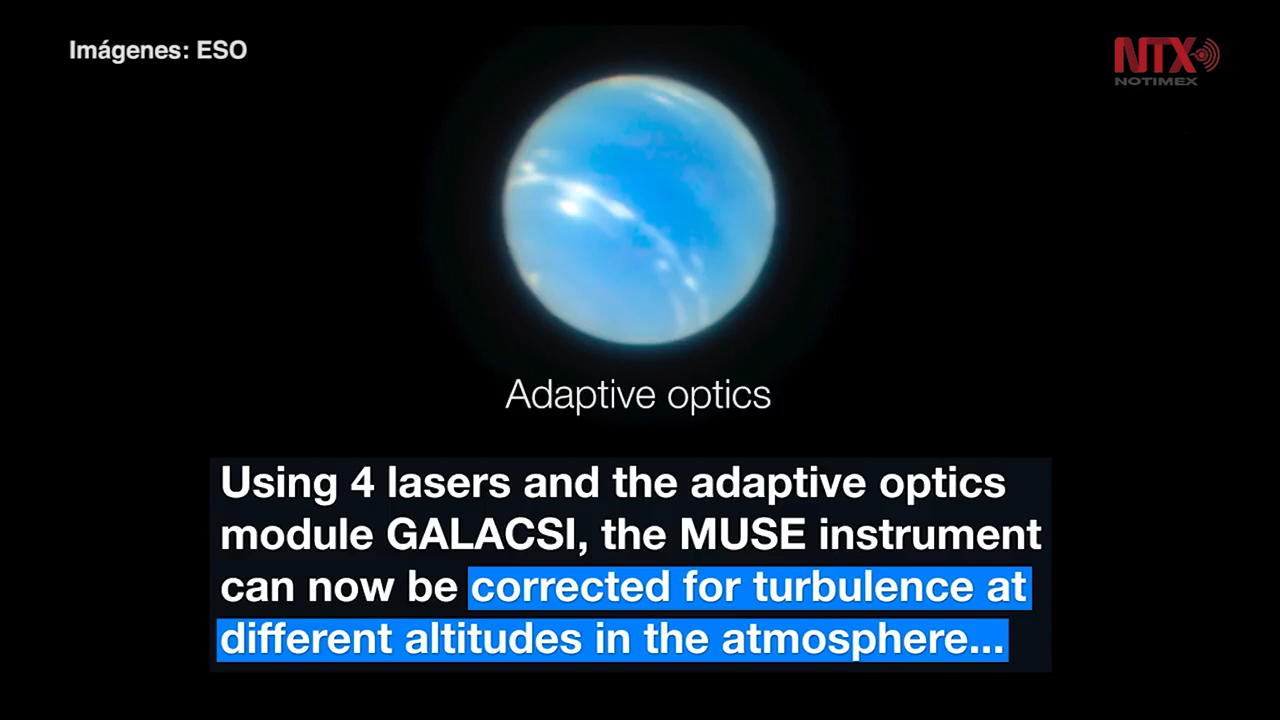 Imágenes: ESO
NTX
NOTIMEX
Adaptive optics
Using 4 lasers and the adaptive optics
module GALACSI, the MUSE instrument
can now be corrected for turbulence at
different altitudes in the atmosphere...